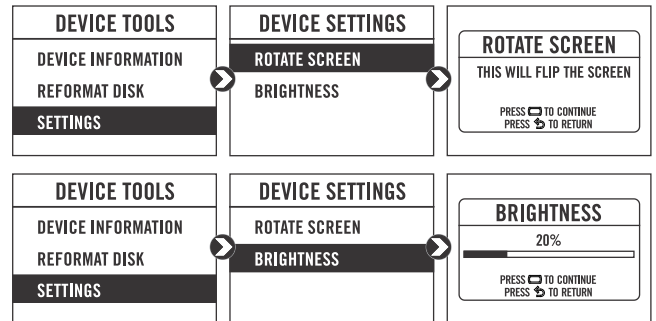 DEVICE TOOLS
DEVICE INFORMATION
REFORMAT DISK
SETTINGS
DEVICE SETTINGS
ROTATE SCREEN
BRIGHTNESS
ROTATE SCREEN
THIS WILL FLIP THE SCREEN
PRESS TO CONTINUE
PRESS TO RETURN
DEVICE TOOLS
DEVICE INFORMATION
REFORMAT DISK
SETTINGS
DEVICE SETTINGS
ROTATE SCREEN
BRIGHTNESS
BRIGHTNESS
20%
PRESS TO CONTINUE
PRESS TO RETURN